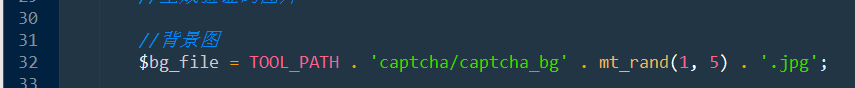 30
31 //背景图
32 $bg_file = TOOL_PATH . 'captcha/captcha_bg' . mt_rand(1, 5) . '.jpg';
33